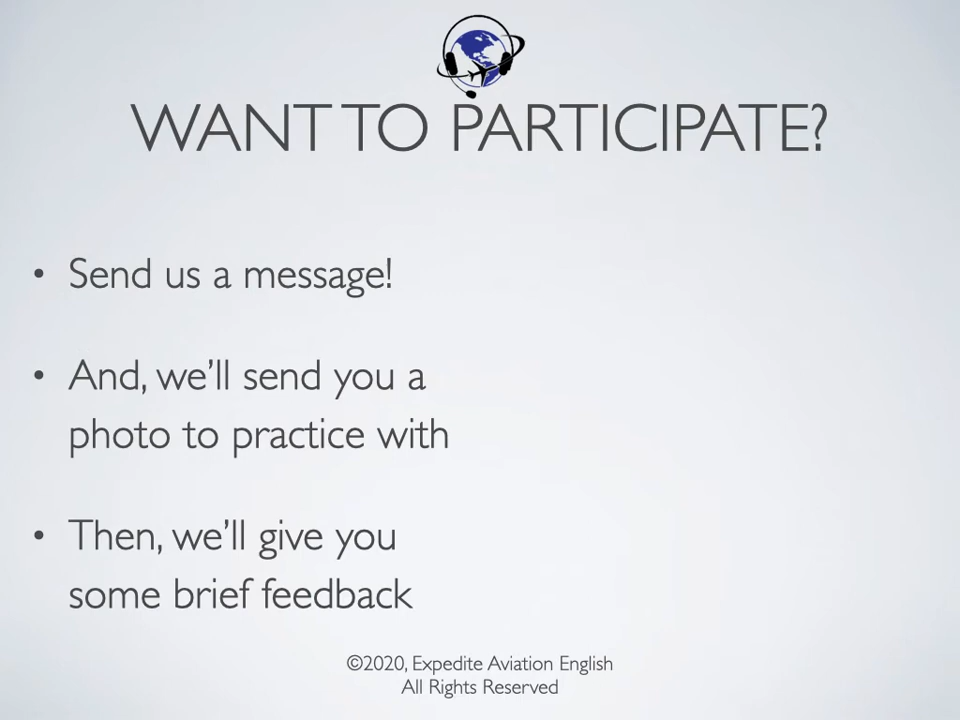 WANT TO PARTICIPATE?
• Send us a message!
• And, we’ll send you a
photo to practice with
• Then, we’ll give you
some brief feedback
©2020, Expedite Aviation English
All Rights Reserved